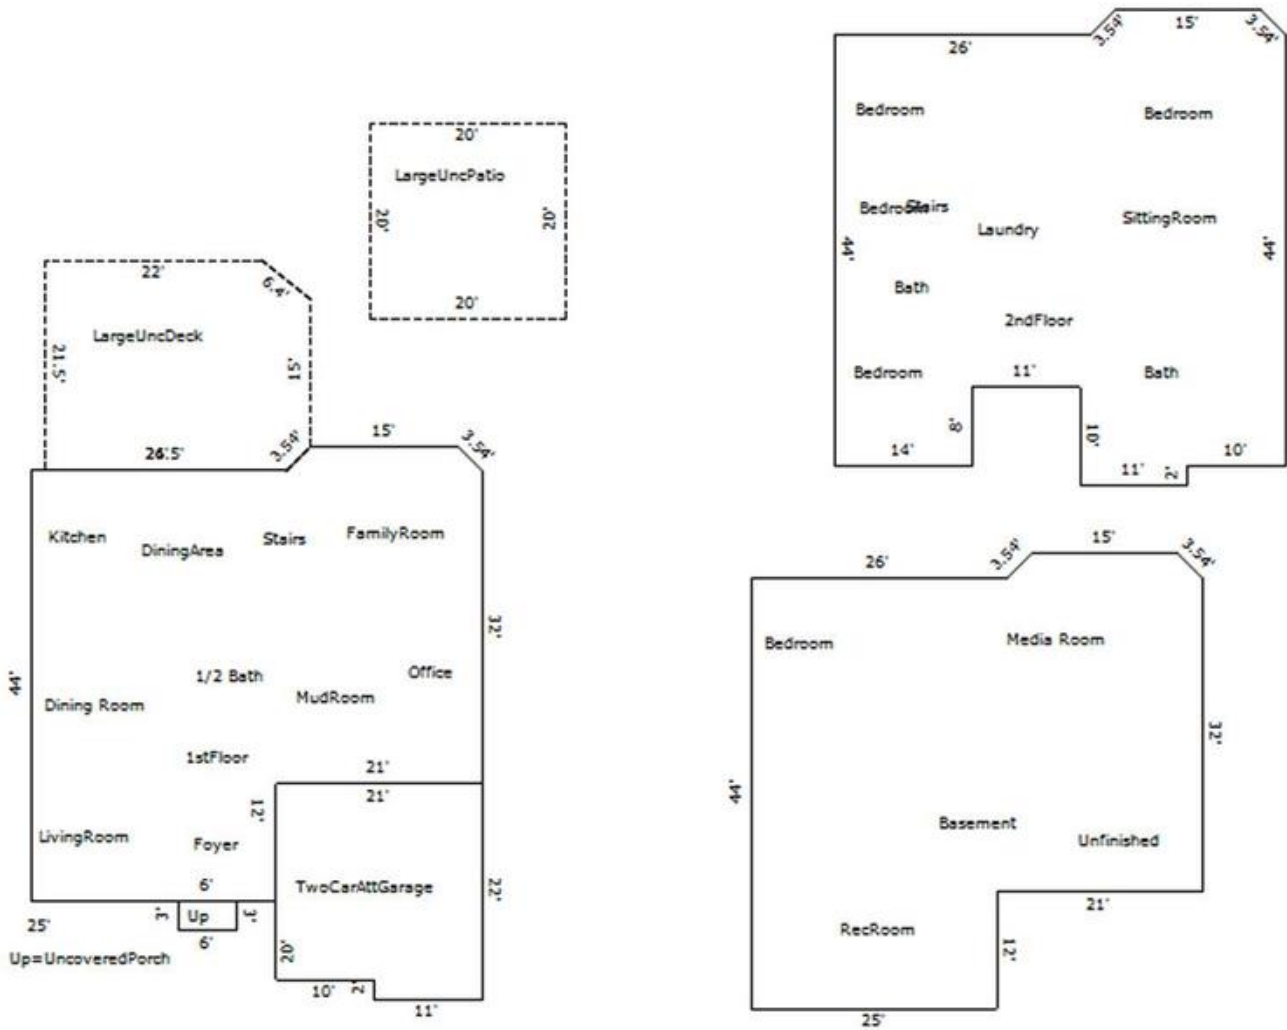 20'
LargeUncPatio
20'
20'
20'
22'
6.4'
LargeUncDeck
21.5'
15'
3.54'
15'
3.54'
Kitchen
DiningArea
Stairs
FamilyRoom
32'
44'
1/2 Bath
Office
Dining Room
MudRoom
1stFloor
21'
21'
12'
LivingRoom
Foyer
TwoCarAttGarage
22'
6'
3'
Up
3'
6'
25'
Up=UncoveredPorch
20'
10'
2'
11'
26'
3.54'
15'
3.54'
Bedroom
Bedroom
Bedroom
Stairs
Laundry
SittingRoom
44'
44'
Bath
2ndFloor
Bedroom
11'
Bath
8'
10'
14'
11'
2'
10'
26'
3.54'
15'
3.54'
Bedroom
Media Room
32'
44'
Basement
Unfinished
RecRoom
21'
12'
25'